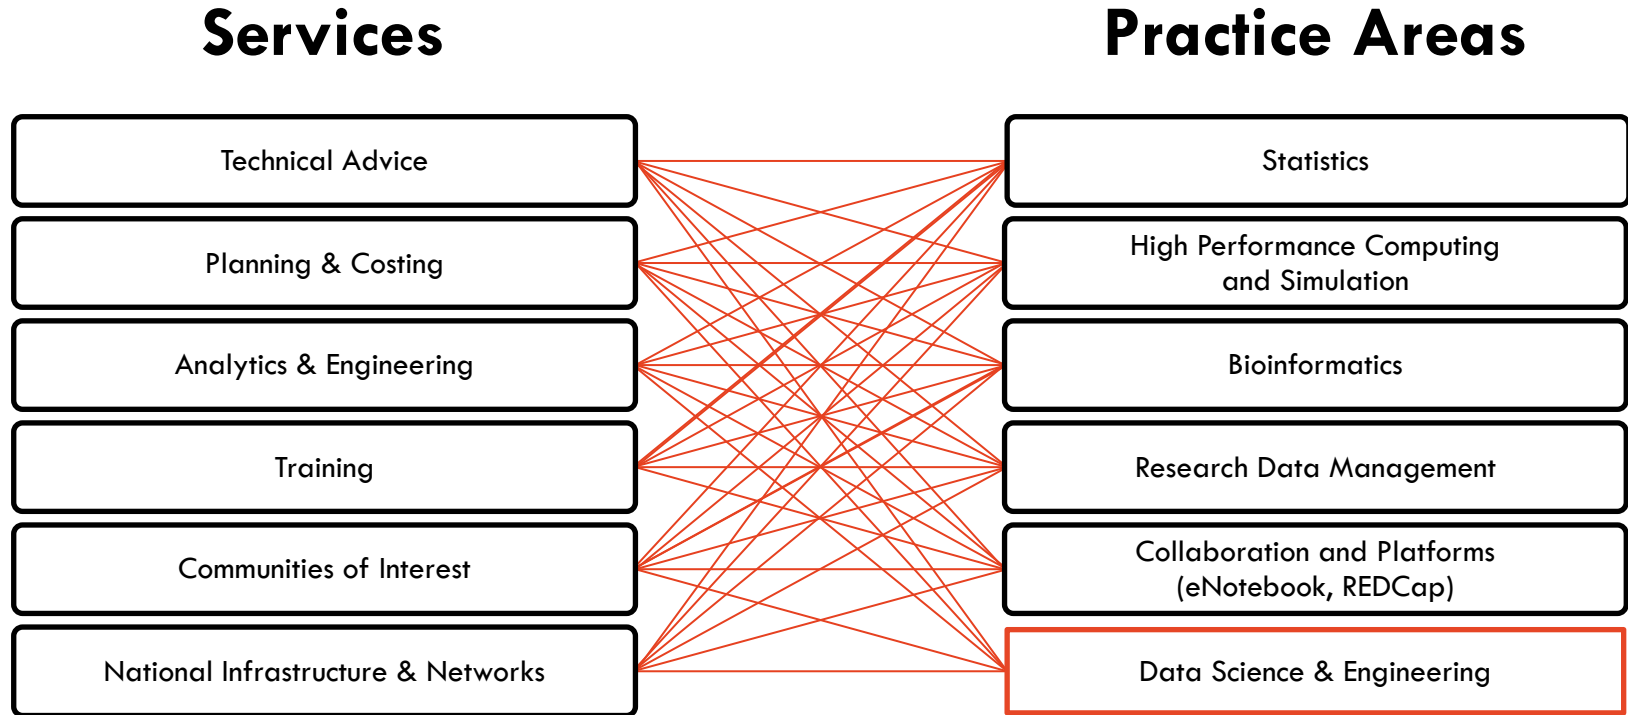 Services
Practice Areas
Technical Advice
Statistics
Planning & Costing
High Performance Computing
and Simulation
Analytics & Engineering
Bioinformatics
Training
Research Data Management
Communities of Interest
Collaboration and Platforms
(eNotebook, REDCap)
National Infrastructure & Networks
Data Science & Engineering